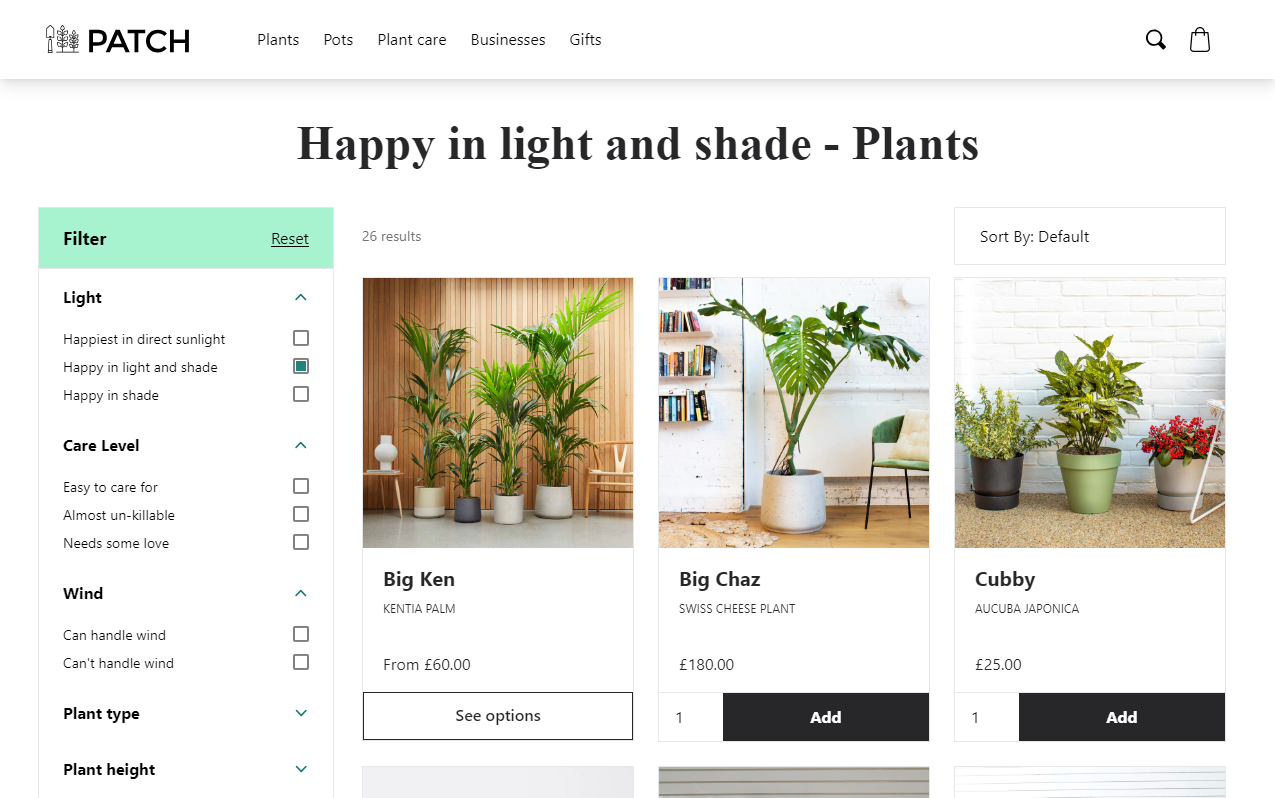 PATCH
Plants
Pots
Plant care
Businesses
Gifts
Happy in light and shade - Plants
Filter
Reset
Light
Happiest in direct sunlight
Happy in light and shade
Happy in shade
Care Level
Easy to care for
Almost un-killable
Needs some love
Wind
Can handle wind
Can't handle wind
Plant type
Plant height
26 results
Sort By: Default
Big Ken
KENTIA PALM
From £60.00
See options
Big Chaz
SWISS CHEESE PLANT
£180.00
1
Add
Cubby
AUCUBA JAPONICA
£25.00
1
Add